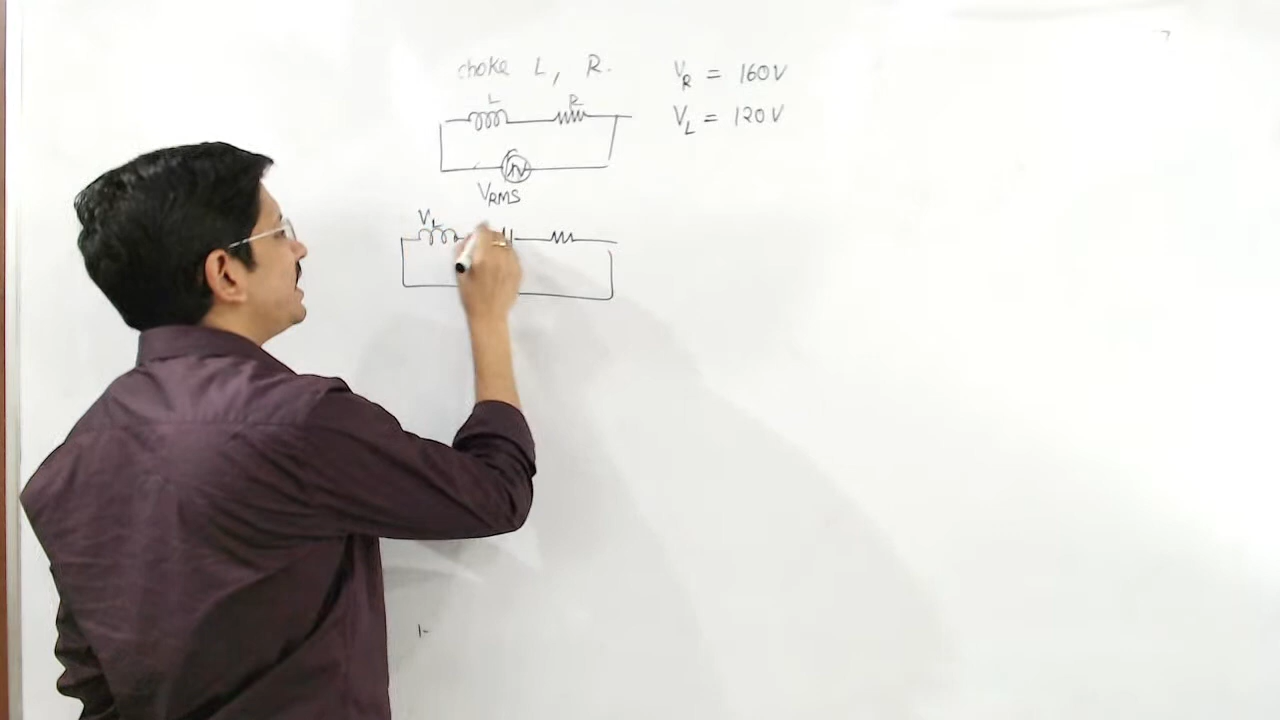 choke L, R.
V_R = 160V
L R
V_L = 120V
V_RMS
V_L